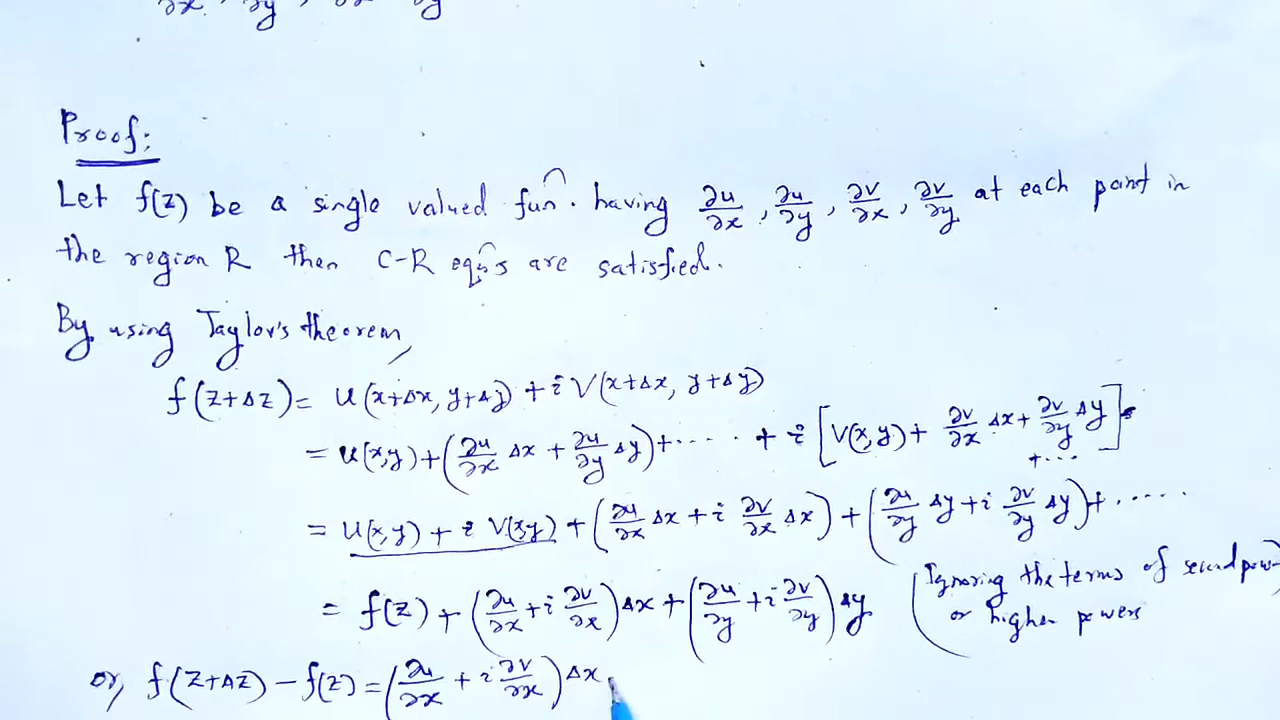 ∂x ∂y , ∂x ∂y
Proof:
Let f(z) be a single valued fun. having ∂u/∂x, ∂u/∂y, ∂v/∂x, ∂v/∂y at each point in
the region R then C-R eqns are satisfied.
By using Taylor's theorem,
f(z+Δz) = u(x+Δx, y+Δy) + i V(x+Δx, y+Δy)
= u(x,y) + (∂u/∂x Δx + ∂u/∂y Δy) + ···· + i [V(x,y) + ∂v/∂x Δx + ∂v/∂y Δy + ···]
= u(x,y) + i V(x,y) + (∂u/∂x Δx + i ∂v/∂x Δx) + (∂u/∂y Δy + i ∂v/∂y Δy) + ·····
= f(z) + (∂u/∂x + i ∂v/∂x) Δx + (∂u/∂y + i ∂v/∂y) Δy (Ignoring the terms of second pow
or higher powers
or, f(z+Δz) - f(z) = (∂u/∂x + i ∂v/∂x) Δx